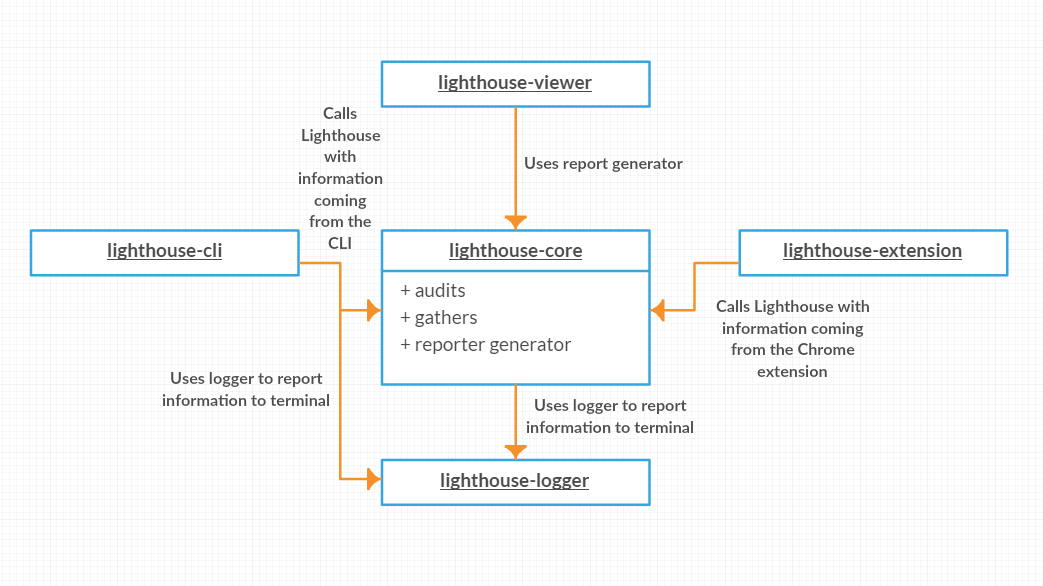 lighthouse-viewer
Calls
Lighthouse
with
information
coming
from the
CLI
Uses report generator
lighthouse-cli
lighthouse-core
+ audits
+ gathers
+ reporter generator
lighthouse-extension
Calls Lighthouse with
information coming
from the Chrome
extension
Uses logger to report
information to terminal
Uses logger to report
information to terminal
lighthouse-logger